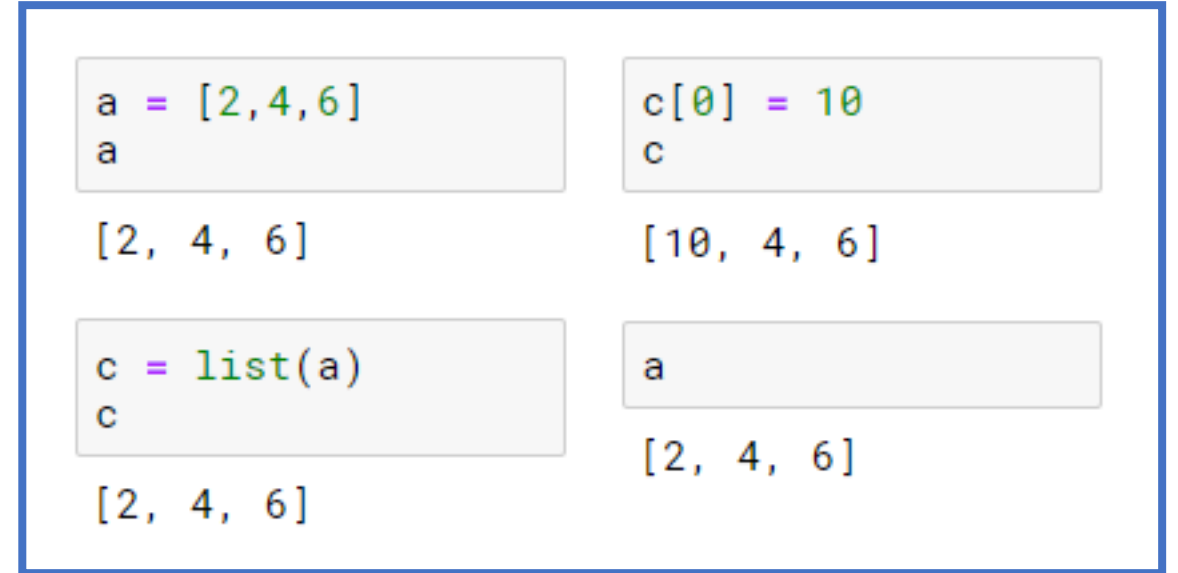 a = [2,4,6]
a
[2, 4, 6]
c = list(a)
c
[2, 4, 6]
c[0] = 10
c
[10, 4, 6]
a
[2, 4, 6]